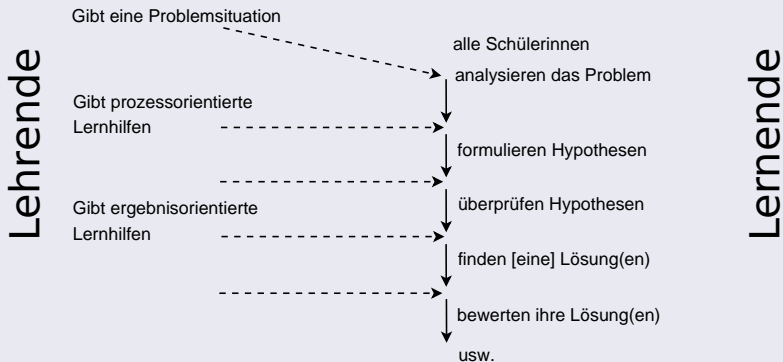 Lehrende
Gibt eine Problemsituation
alle Schülerinnen
analysieren das Problem
Gibt prozessorientierte
Lernhilfen
formulieren Hypothesen
überprüfen Hypothesen
Gibt ergebnisorientierte
Lernhilfen
finden [eine] Lösung(en)
bewerten ihre Lösung(en)
usw.
Lernende